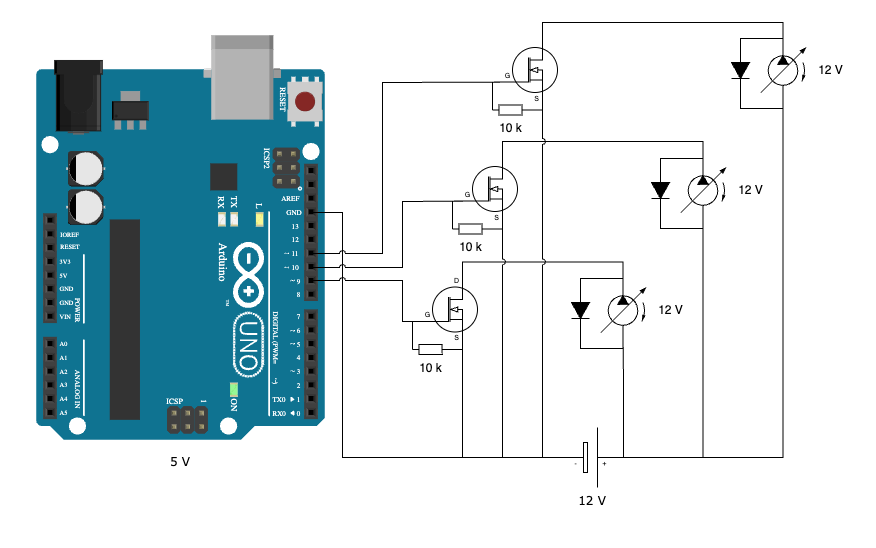 RESET
ICSP2
AREF
GND
13
12
~ 11
~ 10
~ 9
8
RX
TX
L
Arduino
TM
UNO
IOREF
RESET
3V3
5V
GND
GND
VIN
POWER
DIGITAL (PWM= ~)
7
~ 6
~ 5
4
~ 3
2
TX0 1
RX0 0
A0
A1
A2
A3
A4
A5
ANALOG IN
ICSP
1
ON
5 V
G
S
10 k
12 V
G
S
10 k
12 V
D
G
S
10 k
12 V
-
+
12 V